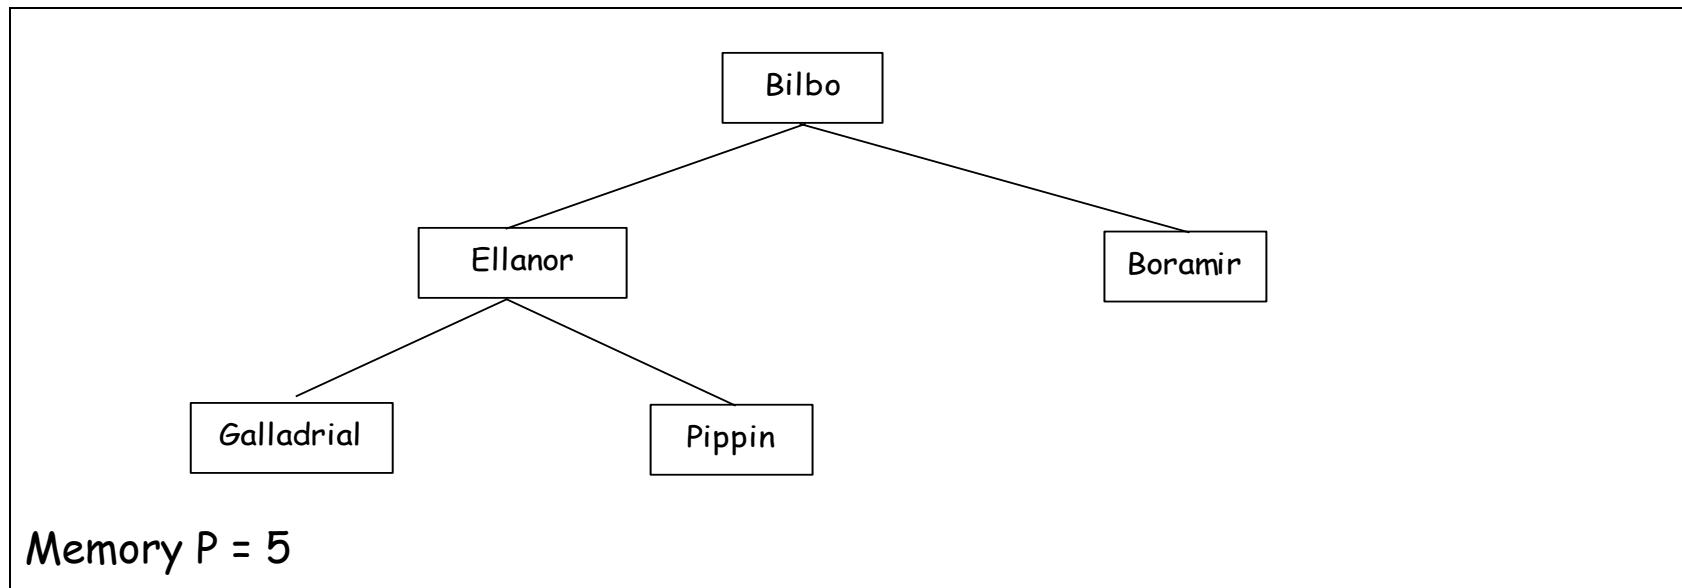 Bilbo
Ellanor
Boramir
Galladrial
Pippin
Memory P = 5